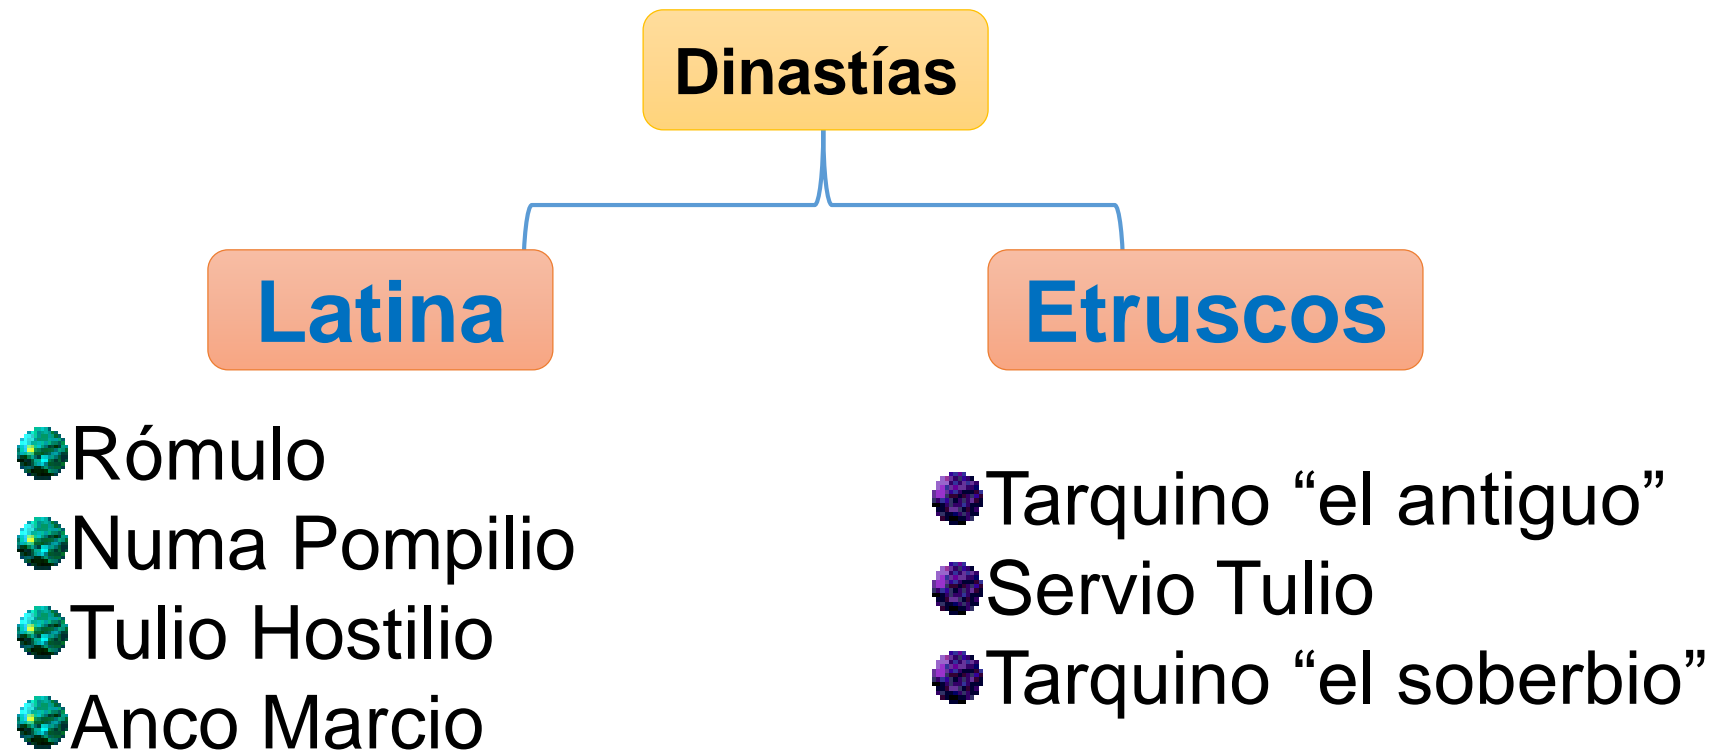 Dinastías
Latina
Etruscos
Rómulo
Numa Pompilio
Tulio Hostilio
Anco Marcio
Tarquino “el antiguo”
Servio Tulio
Tarquino “el soberbio”